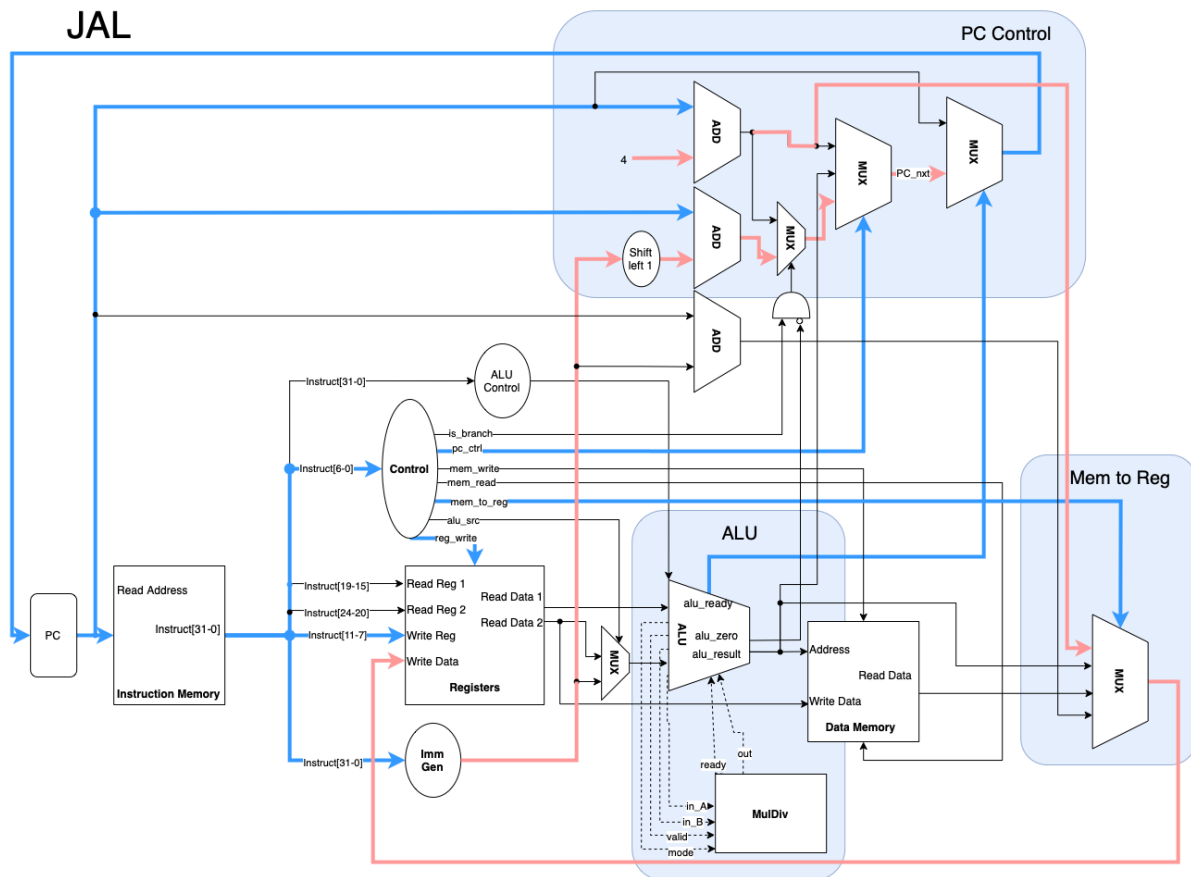 JAL
PC Control
ADD
4
MUX
MUX
PC_nxt
ADD
MUX
Shift
left 1
ADD
ALU
Control
Instruct[31-0]
is_branch
pc_ctrl
Control
Instruct[6-0]
mem_write
mem_read
mem_to_reg
alu_src
reg_write
Mem to Reg
ALU
Read Address
Instruct[31-0]
Instruction Memory
PC
Instruct[19-15]
Instruct[24-20]
Instruct[11-7]
Read Reg 1
Read Data 1
Read Reg 2
Read Data 2
Write Reg
Write Data
Registers
MUX
alu_ready
ALU
alu_zero
alu_result
Address
Read Data
Write Data
Data Memory
MUX
Instruct[31-0]
Imm
Gen
out
ready
in_A
in_B
valid
mode
MulDiv